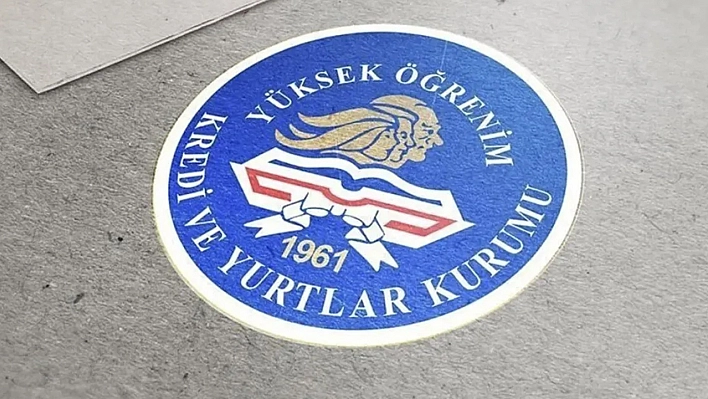 YÜKSEK ÖĞRENİM
KREDİ VE YURTLAR KURUMU
1961